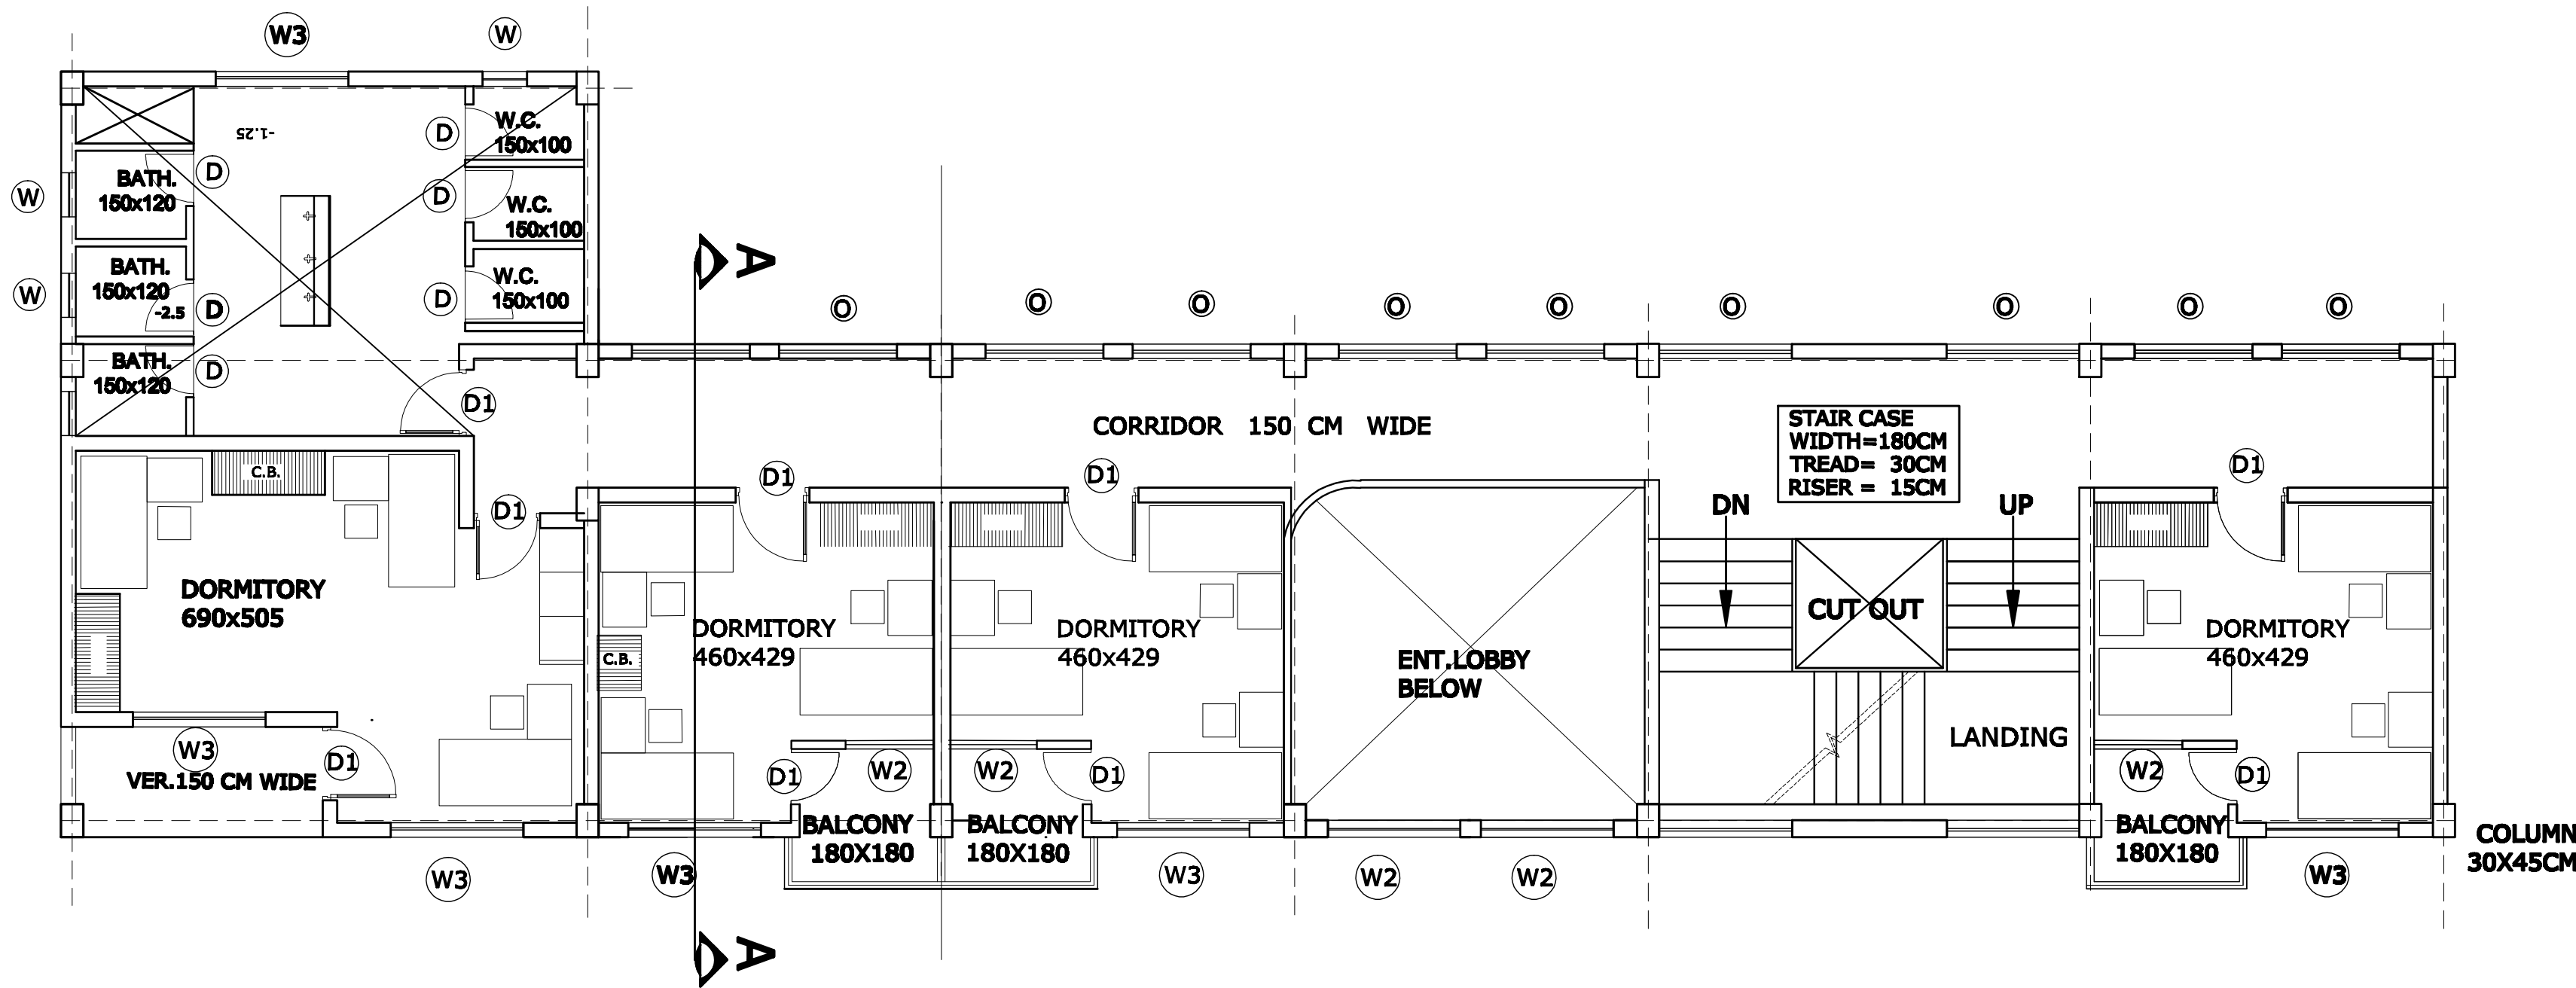 W3
W
-1.25
W.C.
150x100
D
D
BATH.
150x120
W
D
W.C.
150x100
BATH.
150x120
W
-2.5
D
D
W.C.
150x100
A
O
O
O
O
O
O
O
O
O
BATH.
150x120
D
D1
CORRIDOR 150 CM WIDE
STAIR CASE
WIDTH=180CM
TREAD= 30CM
RISER = 15CM
C.B.
D1
D1
D1
D1
DN
UP
DORMITORY
690x505
CUT OUT
DORMITORY
460x429
C.B.
DORMITORY
460x429
ENT.LOBBY
BELOW
DORMITORY
460x429
LANDING
W3
D1
VER.150 CM WIDE
D1
W2
W2
D1
W2
D1
BALCONY
180X180
BALCONY
180X180
BALCONY
180X180
COLUMN
30X45CM
W3
W3
W3
W2
W2
W3
A